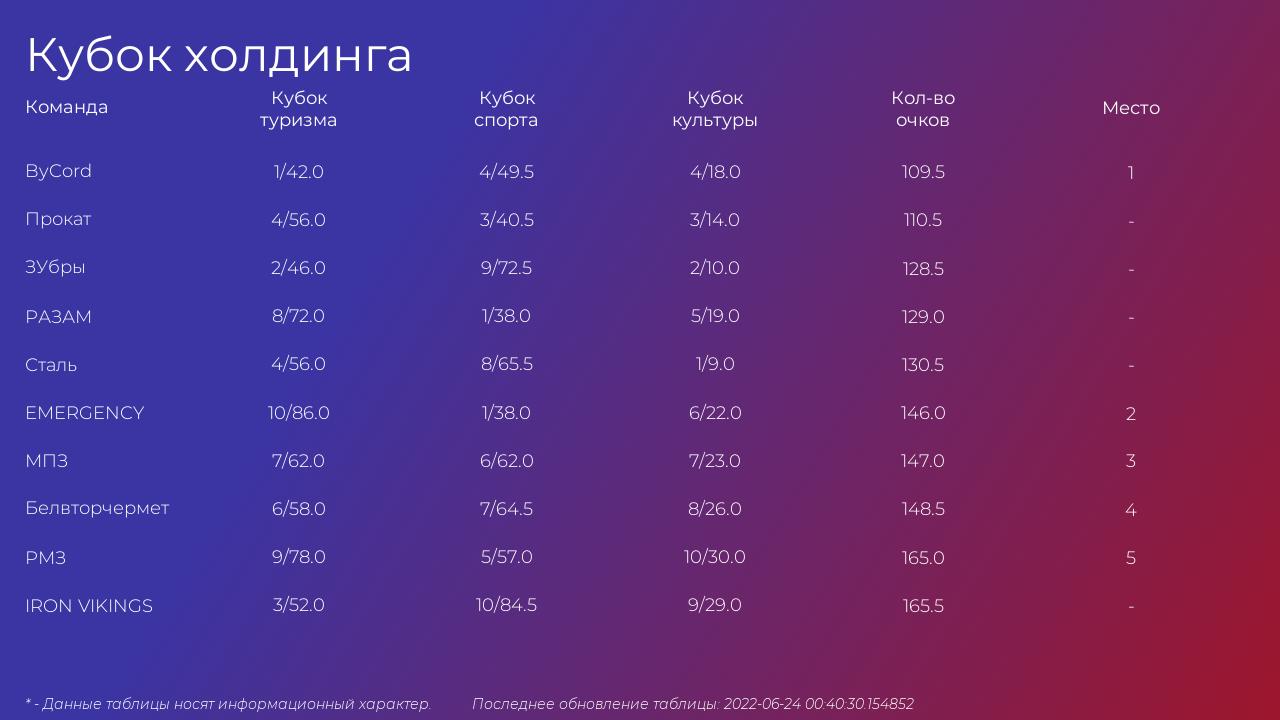 Кубок холдинга
Команда Кубок туризма Кубок спорта Кубок культуры Кол-во очков Место
ByCord 1/42.0 4/49.5 4/18.0 109.5 1
Прокат 4/56.0 3/40.5 3/14.0 110.5 -
ЗУбры 2/46.0 9/72.5 2/10.0 128.5 -
РАЗАМ 8/72.0 1/38.0 5/19.0 129.0 -
Сталь 4/56.0 8/65.5 1/9.0 130.5 -
EMERGENCY 10/86.0 1/38.0 6/22.0 146.0 2
МПЗ 7/62.0 6/62.0 7/23.0 147.0 3
Белвторчермет 6/58.0 7/64.5 8/26.0 148.5 4
РМЗ 9/78.0 5/57.0 10/30.0 165.0 5
IRON VIKINGS 3/52.0 10/84.5 9/29.0 165.5 -
* - Данные таблицы носят информационный характер. Последнее обновление таблицы: 2022-06-24 00:40:30.154852